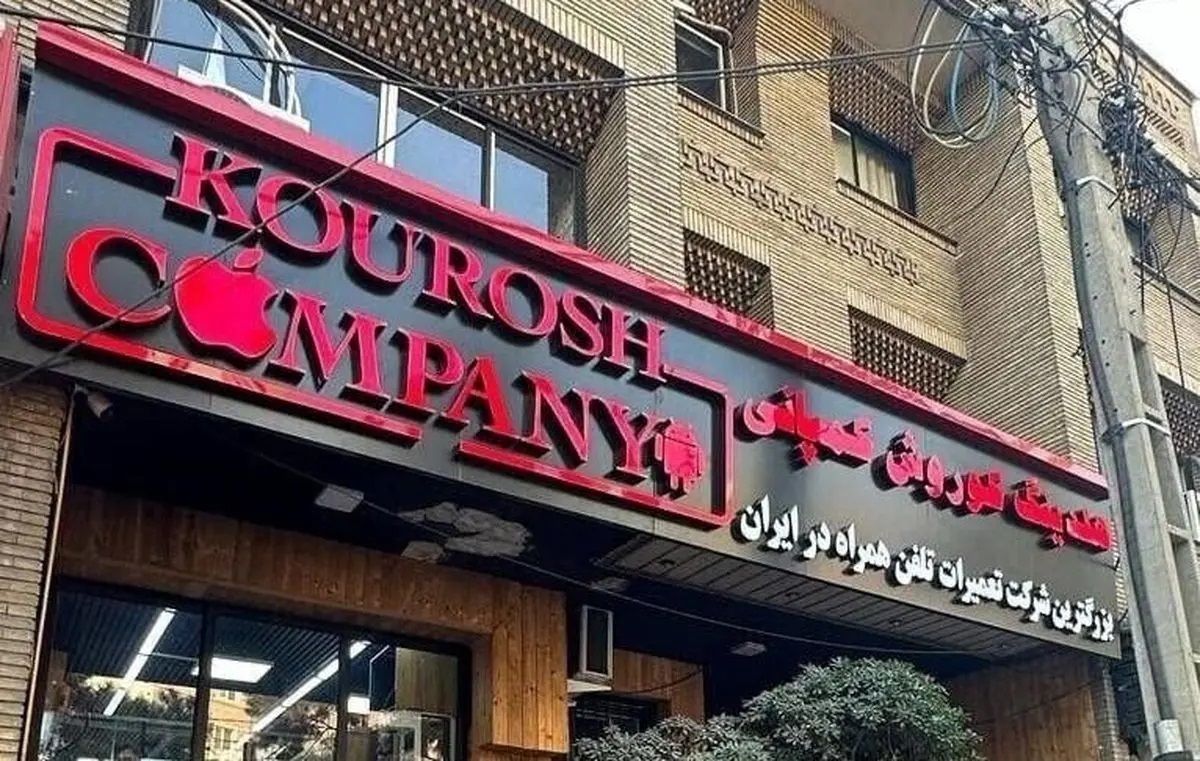 KOUROSH
COMPANY
هلدینگ کوروش کمپانی
بزرگترین شرکت تعمیرات تلفن همراه در ایران